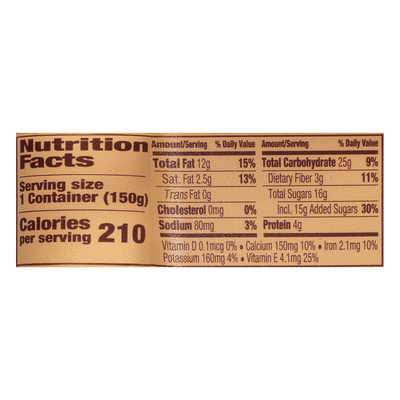 Nutrition
Facts
Serving size
1 Container (150g)
Calories
per serving 210
Amount/Serving % Daily Value
Total Fat 12g 15%
Sat. Fat 2.5g 13%
Trans Fat 0g
Cholesterol 0mg 0%
Sodium 80mg 3%
Amount/Serving % Daily Value
Total Carbohydrate 25g 9%
Dietary Fiber 3g 11%
Total Sugars 16g
Incl. 15g Added Sugars 30%
Protein 4g
Vitamin D 0.1mcg 0% • Calcium 150mg 10% • Iron 2.1mg 10%
Potassium 160mg 4% • Vitamin E 4.1mg 25%